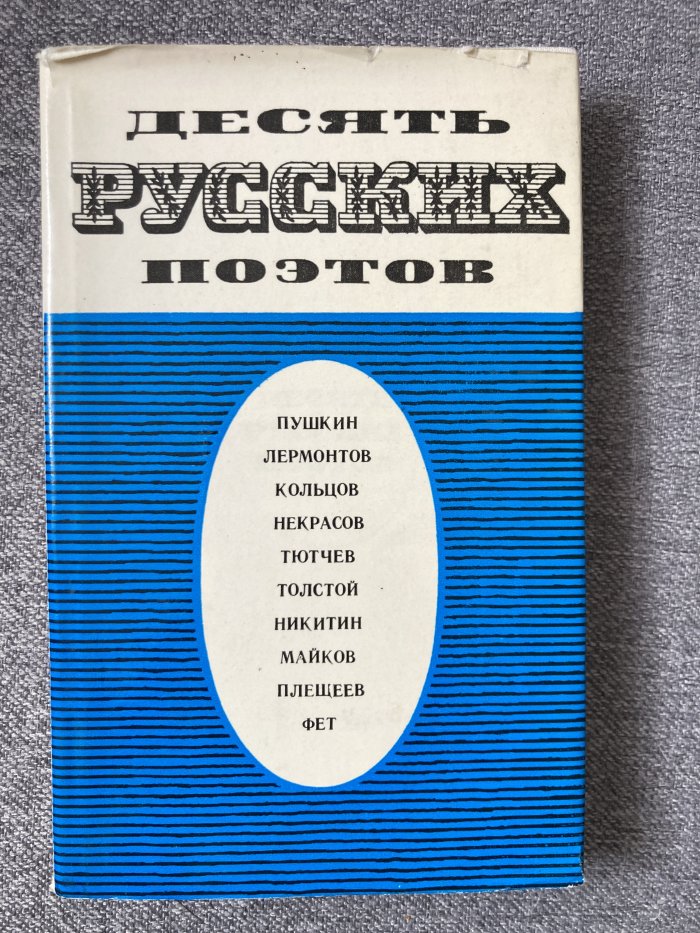 ДЕСЯТЬ
РУССКИХ
ПОЭТОВ
ПУШКИН
ЛЕРМОНТОВ
КОЛЬЦОВ
НЕКРАСОВ
ТЮТЧЕВ
ТОЛСТОЙ
НИКИТИН
МАЙКОВ
ПЛЕЩЕЕВ
ФЕТ